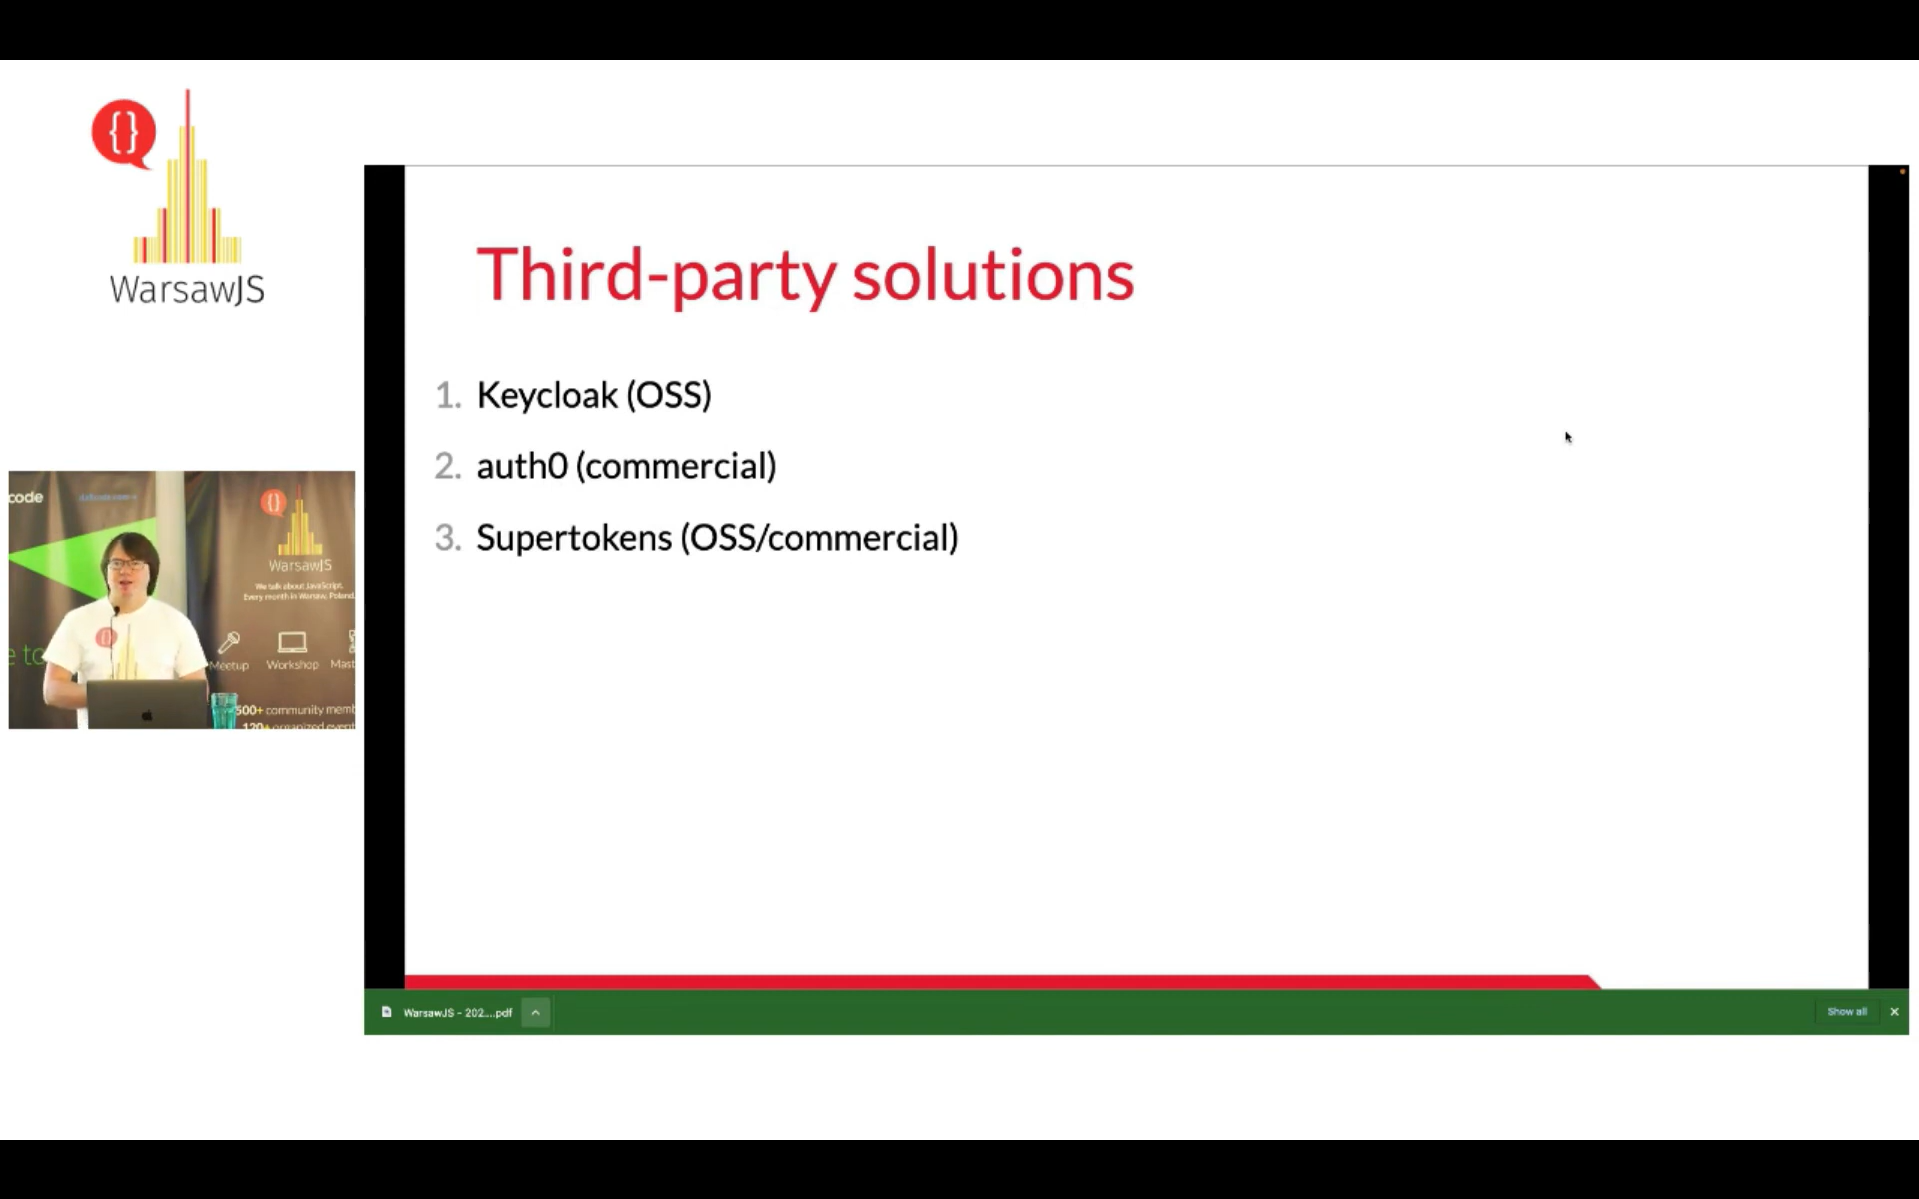 {}
WarsawJS
Third-party solutions
1. Keycloak (OSS)
2. auth0 (commercial)
3. Supertokens (OSS/commercial)
code
WarsawJS
We talk about JavaScript.
Every month in Warsaw, Poland.
Meetup Workshop Mast
e to
500+ community memb
120+ organized event
WarsawJS - 202....pdf
Show all